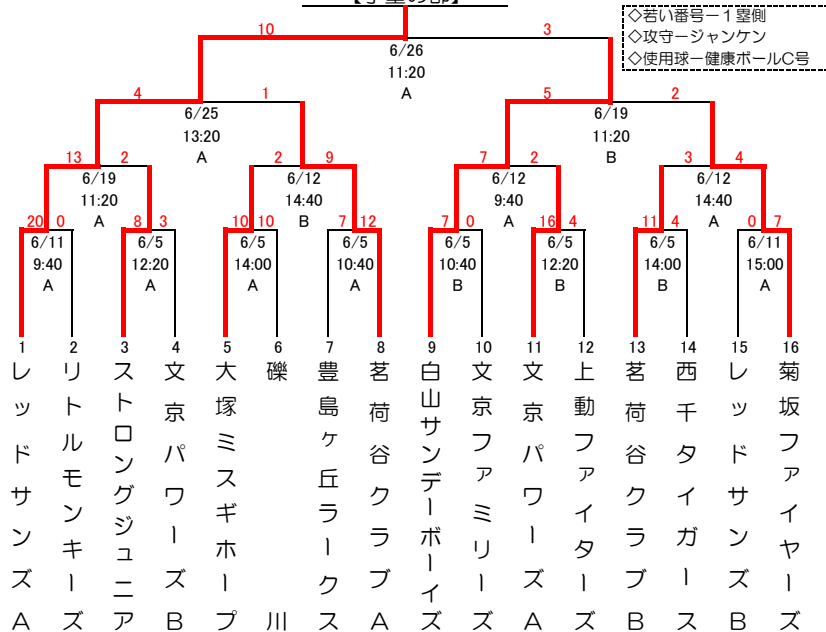 【学童の部】
◇若い番号－１塁側
◇攻守－ジャンケン
◇使用球－健康ボールC号
10 3
6/26
11:20
A
4 1 5 2
6/25
13:20
A
6/19
11:20
B
13 2 2 9 7 2 3 4
6/19
11:20
A
6/12
14:40
B
6/12
9:40
A
6/12
14:40
A
20 0 8 3 10 10 7 12 7 0 16 4 11 4 0 7
6/11
9:40
A
6/5
12:20
A
6/5
14:00
A
6/5
10:40
A
6/5
10:40
B
6/5
12:20
B
6/5
14:00
B
6/11
15:00
A
1
レッドサンズA
2
リトルモンキーズ
3
ストロングジュニア
4
文京パワーズB
5
大塚ミスギホープ
6
礫川
7
豊島ヶ丘ラークス
8
茗荷谷クラブA
9
白山サンデーボーイズ
10
文京ファミリーズ
11
文京パワーズA
12
上動ファイターズ
13
茗荷谷クラブB
14
西千タイガース
15
レッドサンズB
16
菊坂ファイヤーズ